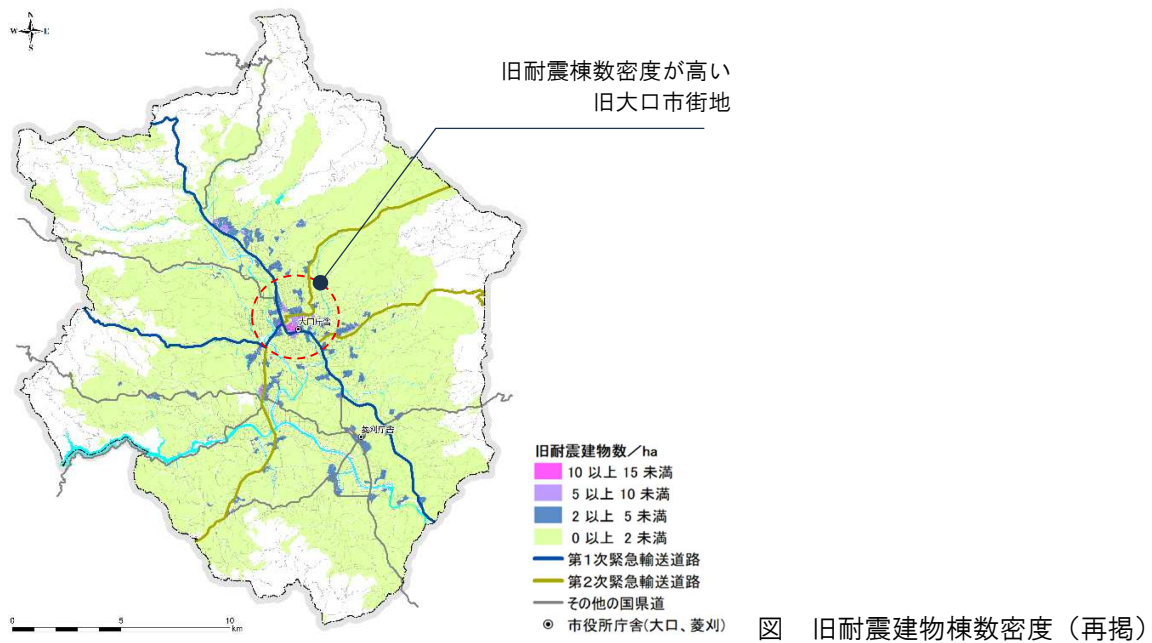 N
W E
S
旧耐震棟数密度が高い
旧大口市街地
大口庁舎
菱刈庁舎
旧耐震建物数／ha
10 以上 15 未満
5 以上 10 未満
2 以上 5 未満
0 以上 2 未満
第1次緊急輸送道路
第2次緊急輸送道路
その他の国県道
市役所庁舎(大口、菱刈)
0 5 10
km
図 旧耐震建物棟数密度（再掲）